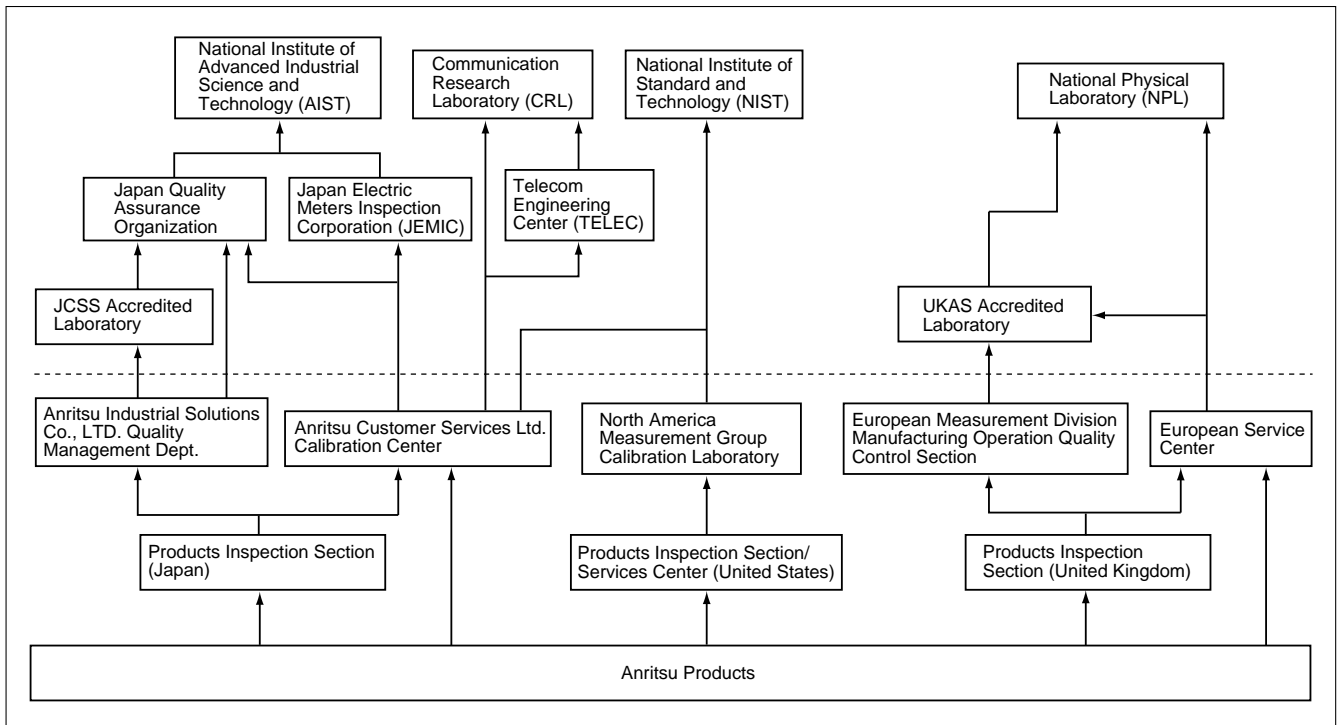 National Institute of
Advanced Industrial
Science and
Technology (AIST)
Communication
Research
Laboratory (CRL)
National Institute of
Standard and
Technology (NIST)
National Physical
Laboratory (NPL)
Japan Quality
Assurance
Organization
Japan Electric
Meters Inspection
Corporation (JEMIC)
Telecom
Engineering
Center (TELEC)
JCSS Accredited
Laboratory
UKAS Accredited
Laboratory
Anritsu Industrial Solutions
Co., LTD. Quality
Management Dept.
Anritsu Customer Services Ltd.
Calibration Center
North America
Measurement Group
Calibration Laboratory
European Measurement Division
Manufacturing Operation Quality
Control Section
European Service
Center
Products Inspection Section
(Japan)
Products Inspection Section/
Services Center (United States)
Products Inspection
Section (United Kingdom)
Anritsu Products